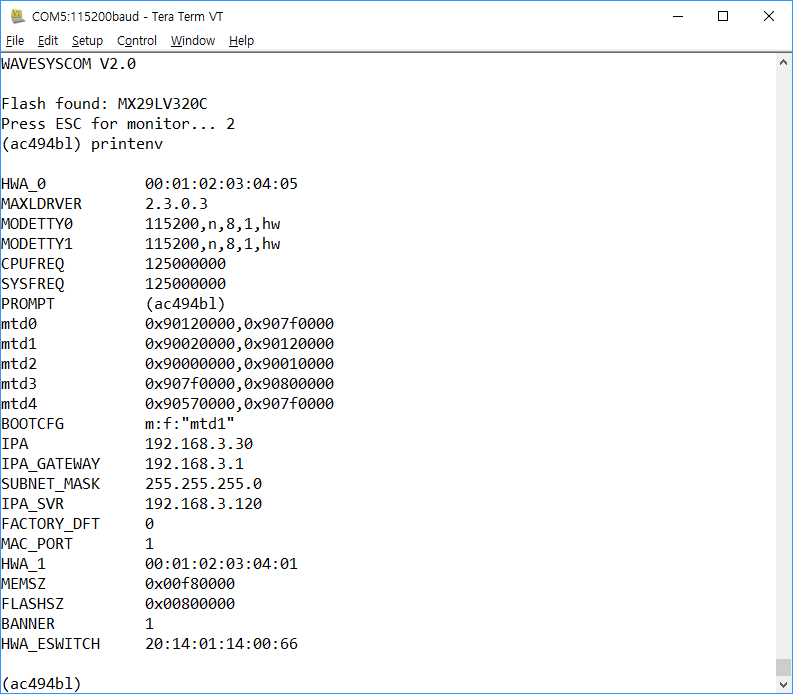 COM5:115200baud - Tera Term VT
File Edit Setup Control Window Help
WAVESYSCOM V2.0
Flash found: MX29LV320C
Press ESC for monitor... 2
(ac494bl) printenv
HWA_0 00:01:02:03:04:05
MAXLDRVER 2.3.0.3
MODETTY0 115200,n,8,1,hw
MODETTY1 115200,n,8,1,hw
CPUFREQ 125000000
SYSFREQ 125000000
PROMPT (ac494bl)
mtd0 0x90120000,0x907f0000
mtd1 0x90020000,0x90120000
mtd2 0x90000000,0x90010000
mtd3 0x907f0000,0x90800000
mtd4 0x90570000,0x907f0000
BOOTCFG m:f:"mtd1"
IPA 192.168.3.30
IPA_GATEWAY 192.168.3.1
SUBNET_MASK 255.255.255.0
IPA_SVR 192.168.3.120
FACTORY_DFT 0
MAC_PORT 1
HWA_1 00:01:02:03:04:01
MEMSZ 0x00f80000
FLASHSZ 0x00800000
BANNER 1
HWA_ESWITCH 20:14:01:14:00:66
(ac494bl)